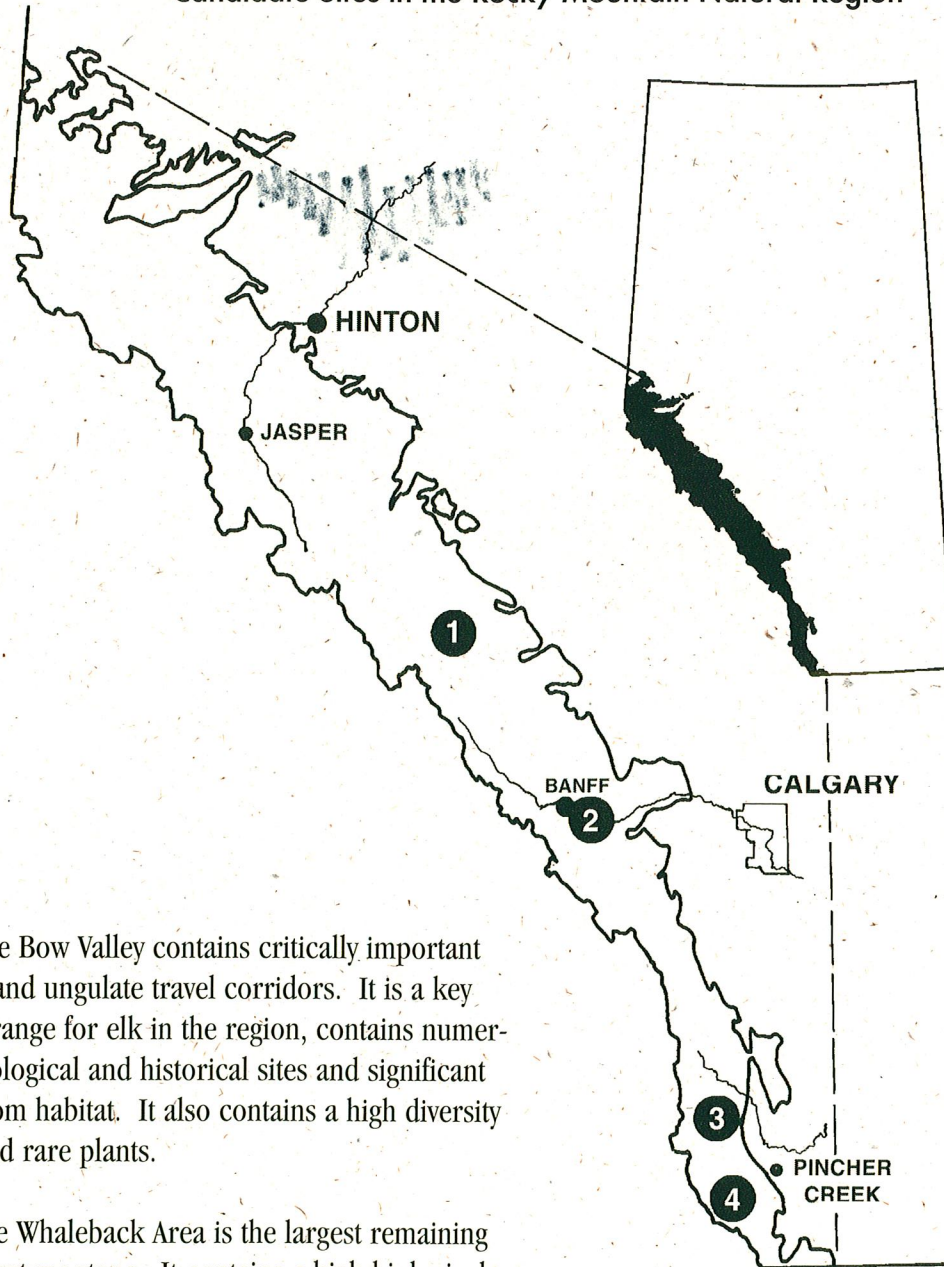 Candidate Sites in the Rocky Mountain Natural Region
HINTON
JASPER
1
BANFF
2
CALGARY
3
PINCHER
CREEK
4
Bow Valley contains critically important
and ungulate travel corridors. It is a key
range for elk in the region, contains numer-
ological and historical sites and significant
om habitat. It also contains a high diversity
d rare plants.
e Whaleback Area is the largest remaining